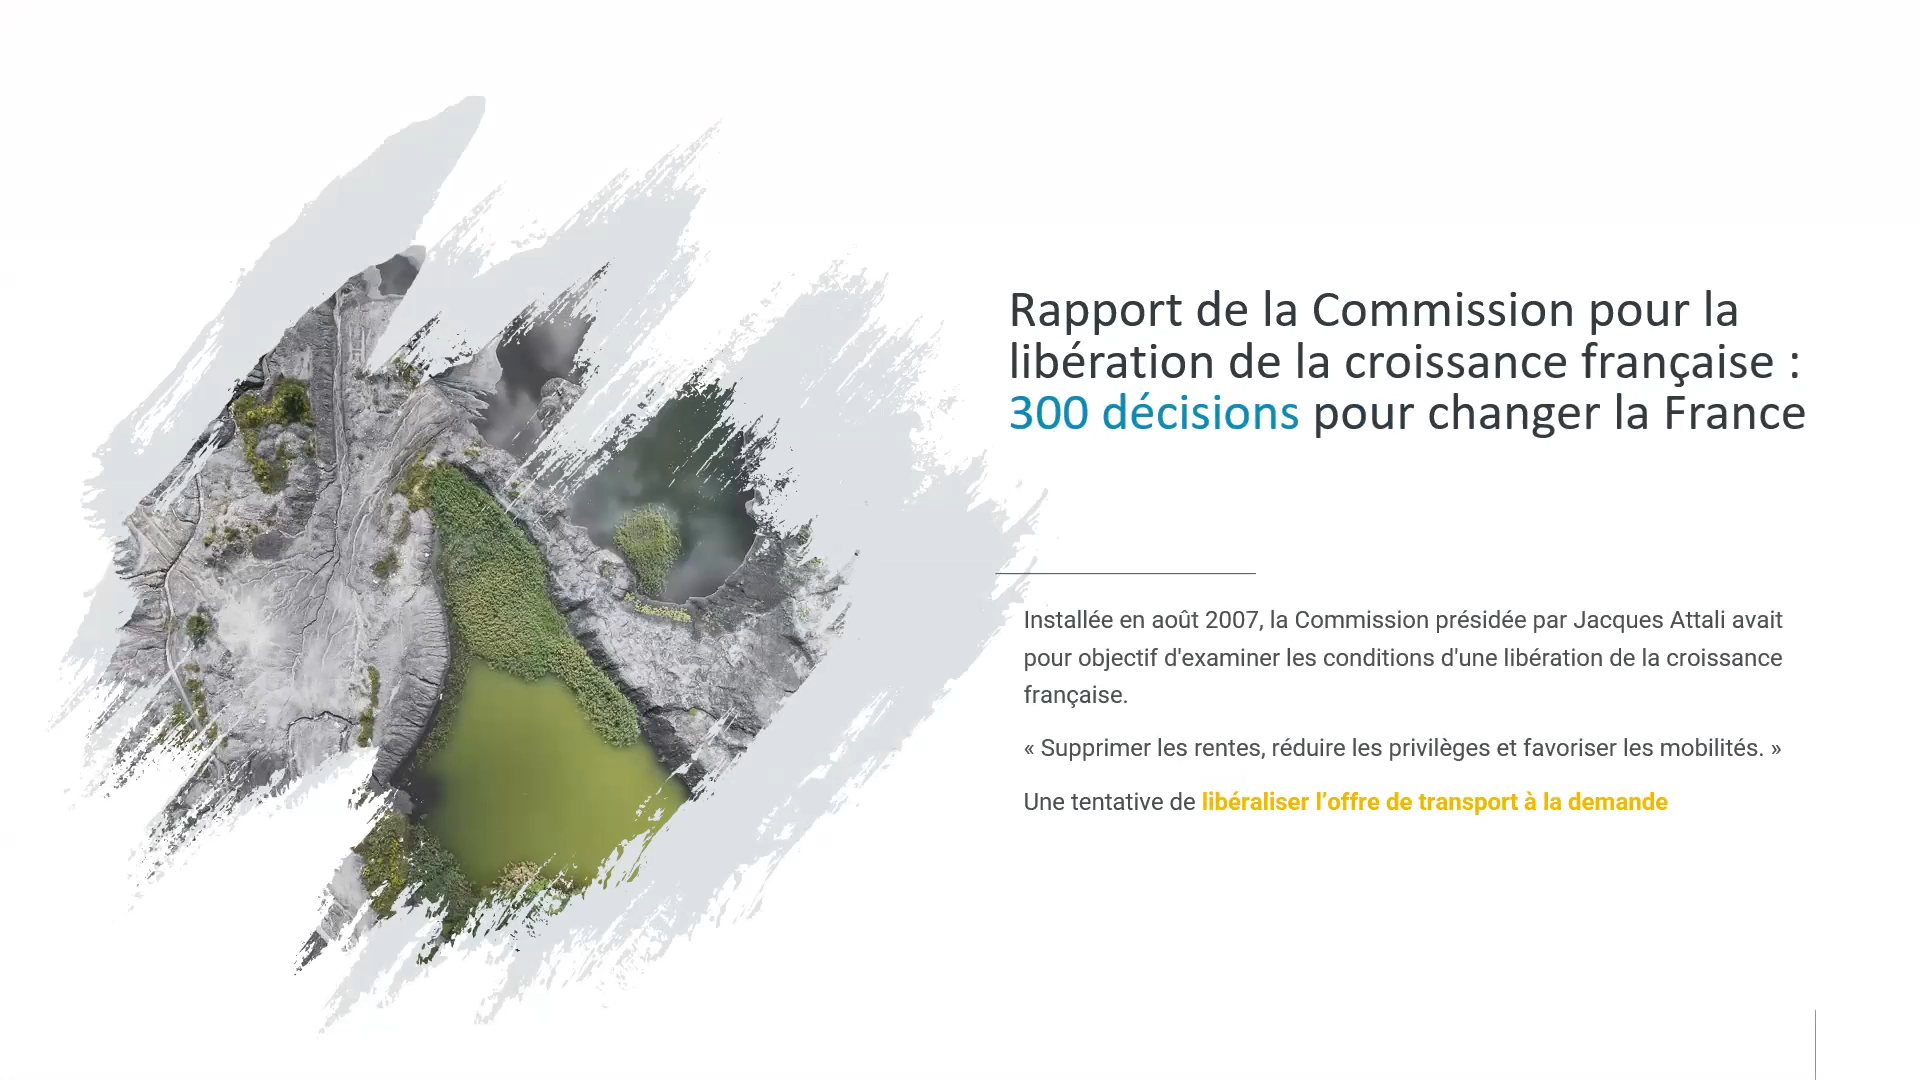 Rapport de la Commission pour la
libération de la croissance française :
300 décisions pour changer la France
Installée en août 2007, la Commission présidée par Jacques Attali avait
pour objectif d'examiner les conditions d'une libération de la croissance
française.
« Supprimer les rentes, réduire les privilèges et favoriser les mobilités. »
Une tentative de libéraliser l’offre de transport à la demande